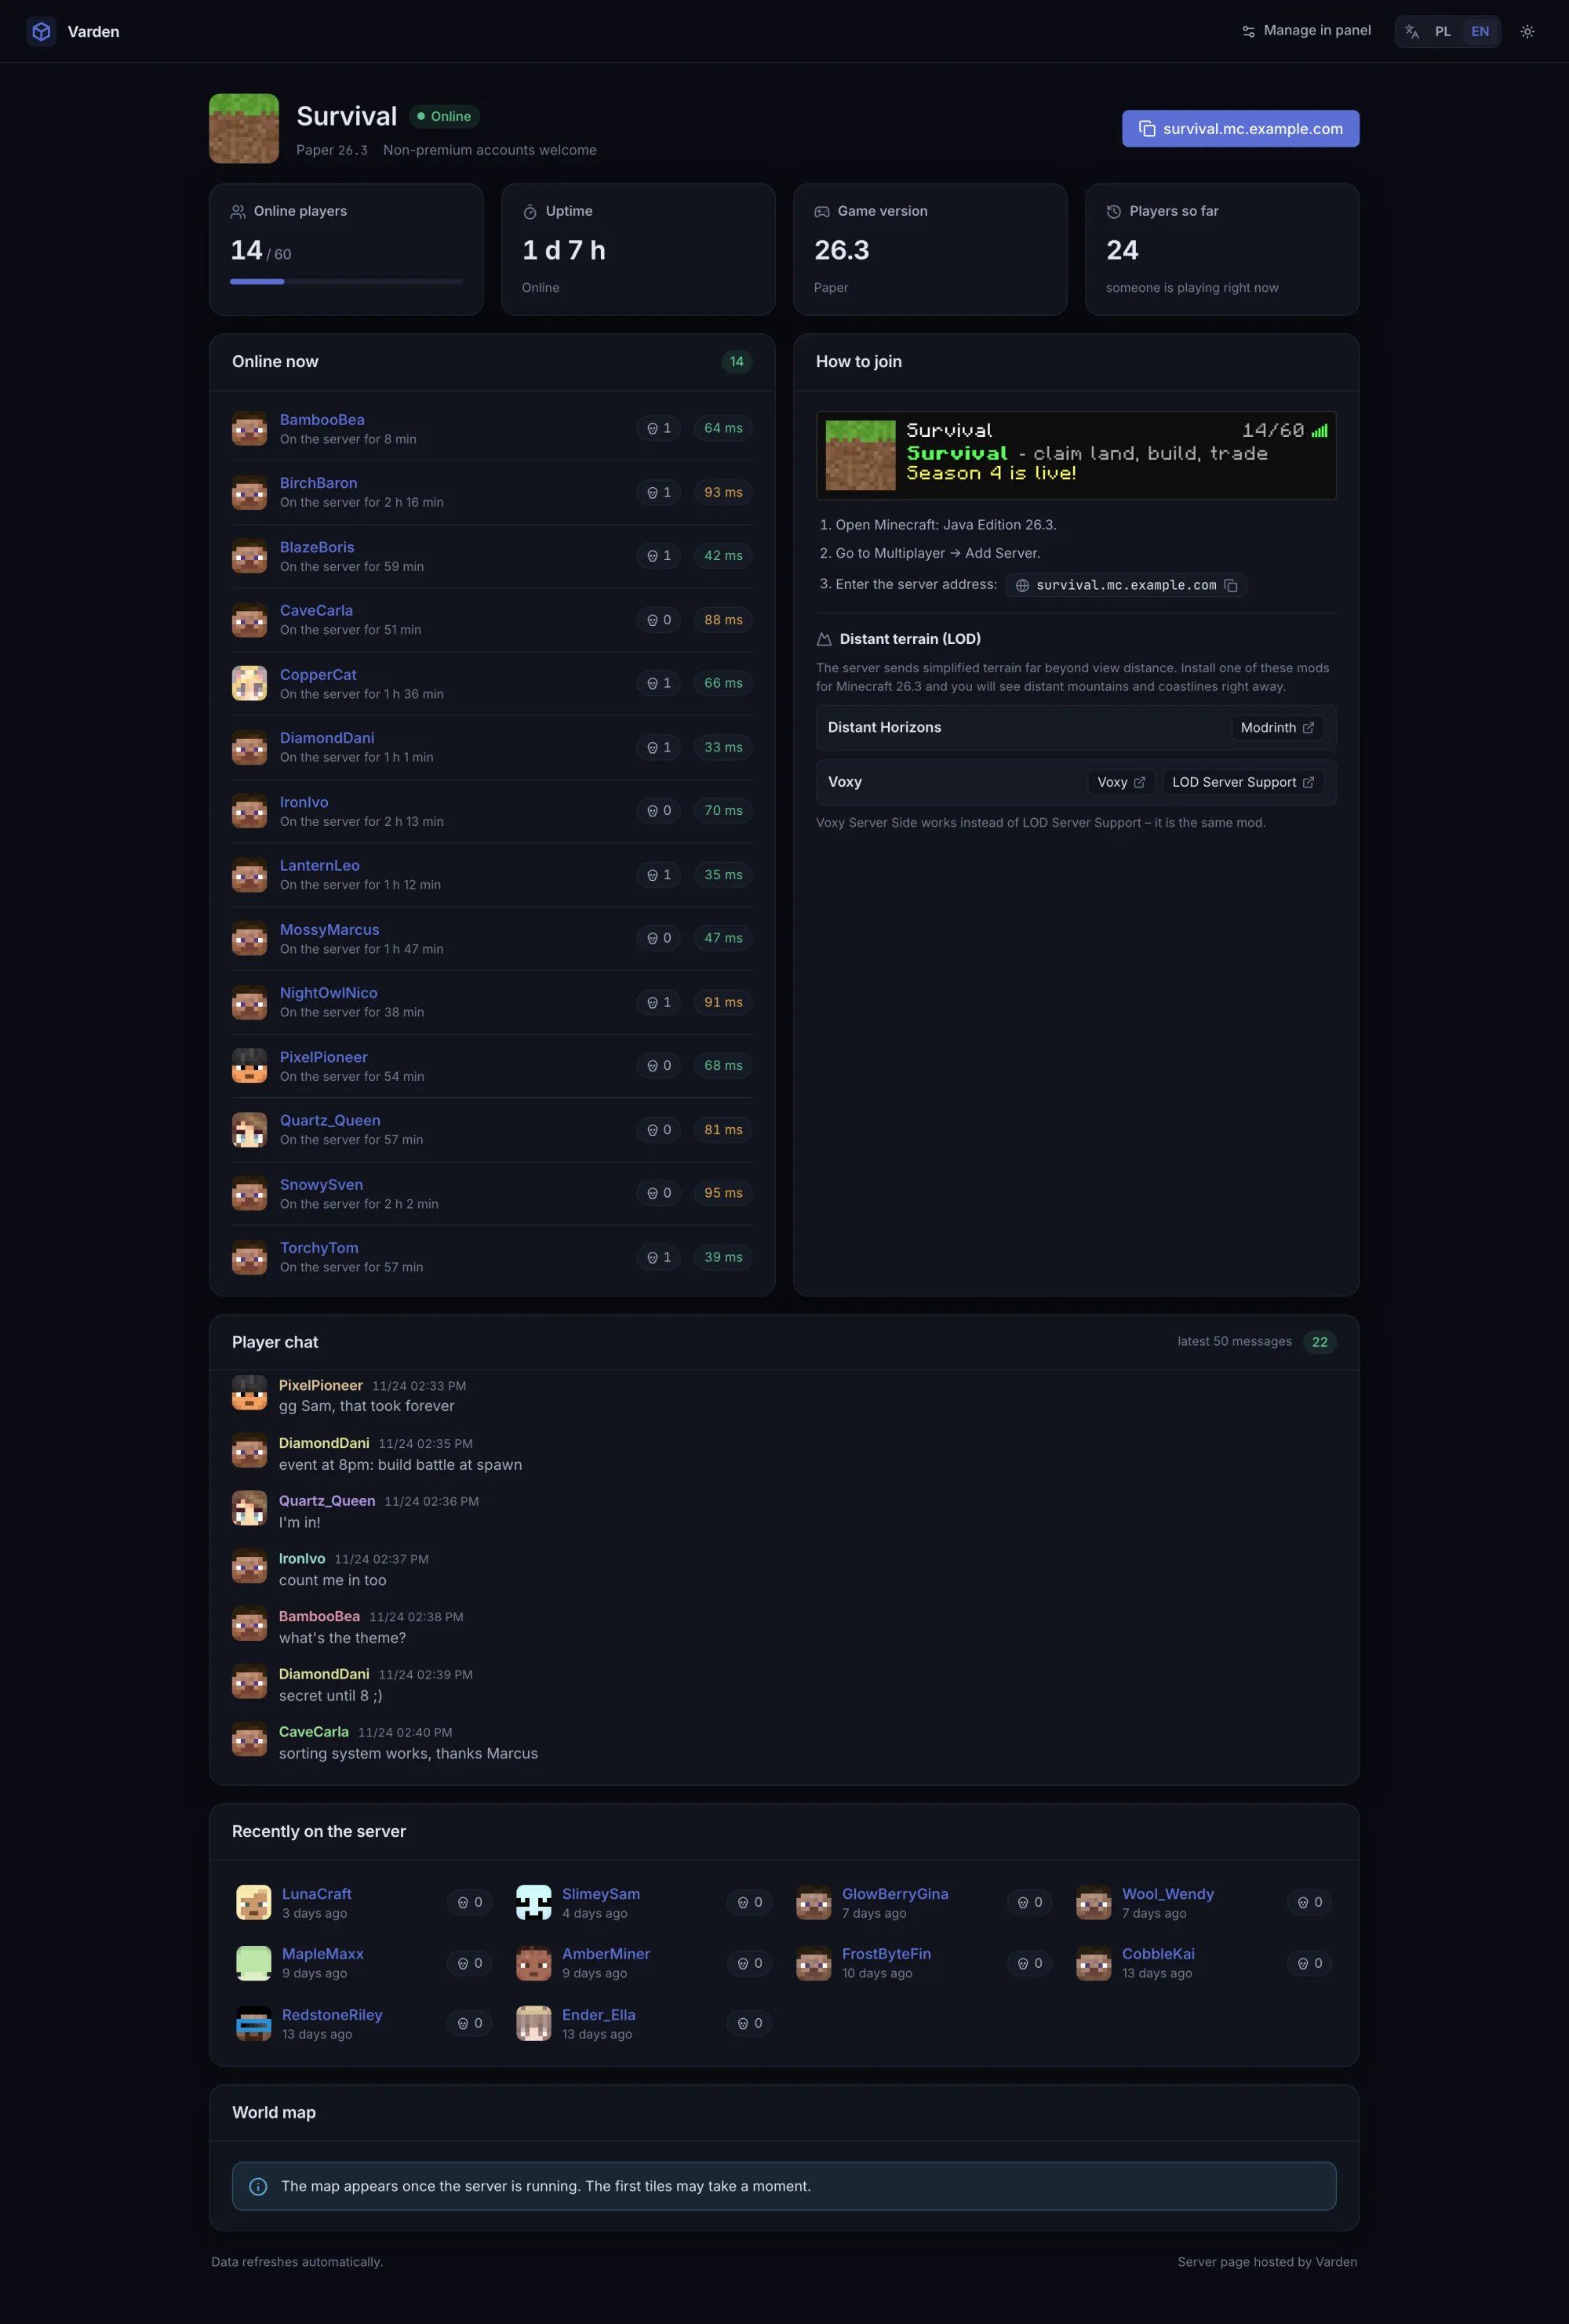 Varden
Manage in panel
PL EN
Survival Online
Paper 26.3 Non-premium accounts welcome
survival.mc.example.com
Online players
14 / 60
Uptime
1 d 7 h
Online
Game version
26.3
Paper
Players so far
24
someone is playing right now
Online now 14
BambooBea
On the server for 8 min
1 64 ms
BirchBaron
On the server for 2 h 16 min
1 93 ms
BlazeBoris
On the server for 59 min
1 42 ms
CaveCarla
On the server for 51 min
0 88 ms
CopperCat
On the server for 1 h 36 min
1 66 ms
DiamondDani
On the server for 1 h 1 min
1 33 ms
IronIvo
On the server for 2 h 13 min
0 70 ms
LanternLeo
On the server for 1 h 12 min
1 35 ms
MossyMarcus
On the server for 1 h 47 min
0 47 ms
NightOwlNico
On the server for 38 min
1 91 ms
PixelPioneer
On the server for 54 min
0 68 ms
Quartz_Queen
On the server for 57 min
0 81 ms
SnowySven
On the server for 2 h 2 min
0 95 ms
TorchyTom
On the server for 57 min
1 39 ms
How to join
Survival 14/60
Survival - claim land, build, trade
Season 4 is live!
1. Open Minecraft: Java Edition 26.3.
2. Go to Multiplayer → Add Server.
3. Enter the server address: survival.mc.example.com
Distant terrain (LOD)
The server sends simplified terrain far beyond view distance. Install one of these mods
for Minecraft 26.3 and you will see distant mountains and coastlines right away.
Distant Horizons Modrinth
Voxy Voxy LOD Server Support
Voxy Server Side works instead of LOD Server Support – it is the same mod.
Player chat latest 50 messages 22
PixelPioneer 11/24 02:33 PM
gg Sam, that took forever
DiamondDani 11/24 02:35 PM
event at 8pm: build battle at spawn
Quartz_Queen 11/24 02:36 PM
I'm in!
IronIvo 11/24 02:37 PM
count me in too
BambooBea 11/24 02:38 PM
what's the theme?
DiamondDani 11/24 02:39 PM
secret until 8 ;)
CaveCarla 11/24 02:40 PM
sorting system works, thanks Marcus
Recently on the server
LunaCraft
3 days ago
0
SlimeySam
4 days ago
0
GlowBerryGina
7 days ago
0
Wool_Wendy
7 days ago
0
MapleMaxx
9 days ago
0
AmberMiner
9 days ago
0
FrostByteFin
10 days ago
0
CobbleKai
13 days ago
0
RedstoneRiley
13 days ago
0
Ender_Ella
13 days ago
0
World map
The map appears once the server is running. The first tiles may take a moment.
Data refreshes automatically.
Server page hosted by Varden